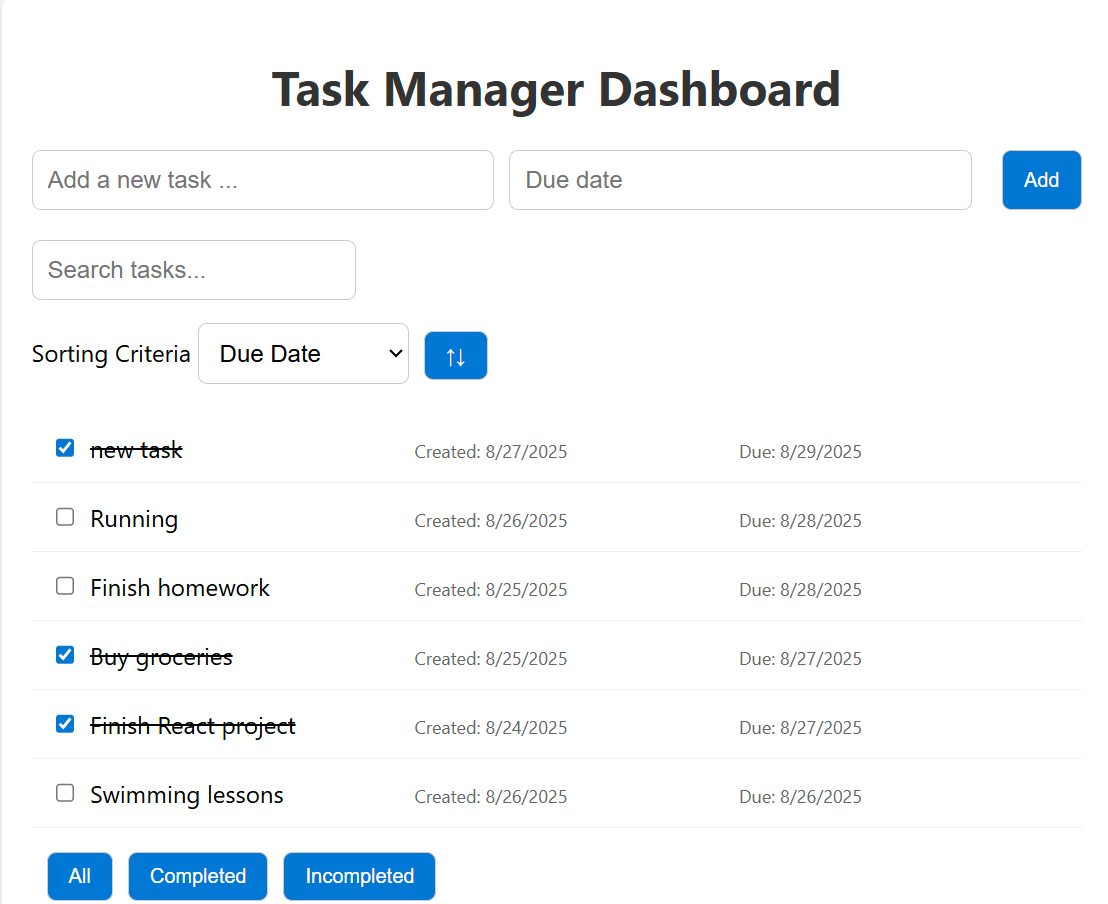 Task Manager Dashboard
Add a new task ... Due date Add
Search tasks...
Sorting Criteria Due Date ↑↓
new task Created: 8/27/2025 Due: 8/29/2025
Running Created: 8/26/2025 Due: 8/28/2025
Finish homework Created: 8/25/2025 Due: 8/28/2025
Buy groceries Created: 8/25/2025 Due: 8/27/2025
Finish React project Created: 8/24/2025 Due: 8/27/2025
Swimming lessons Created: 8/26/2025 Due: 8/26/2025
All Completed Incompleted